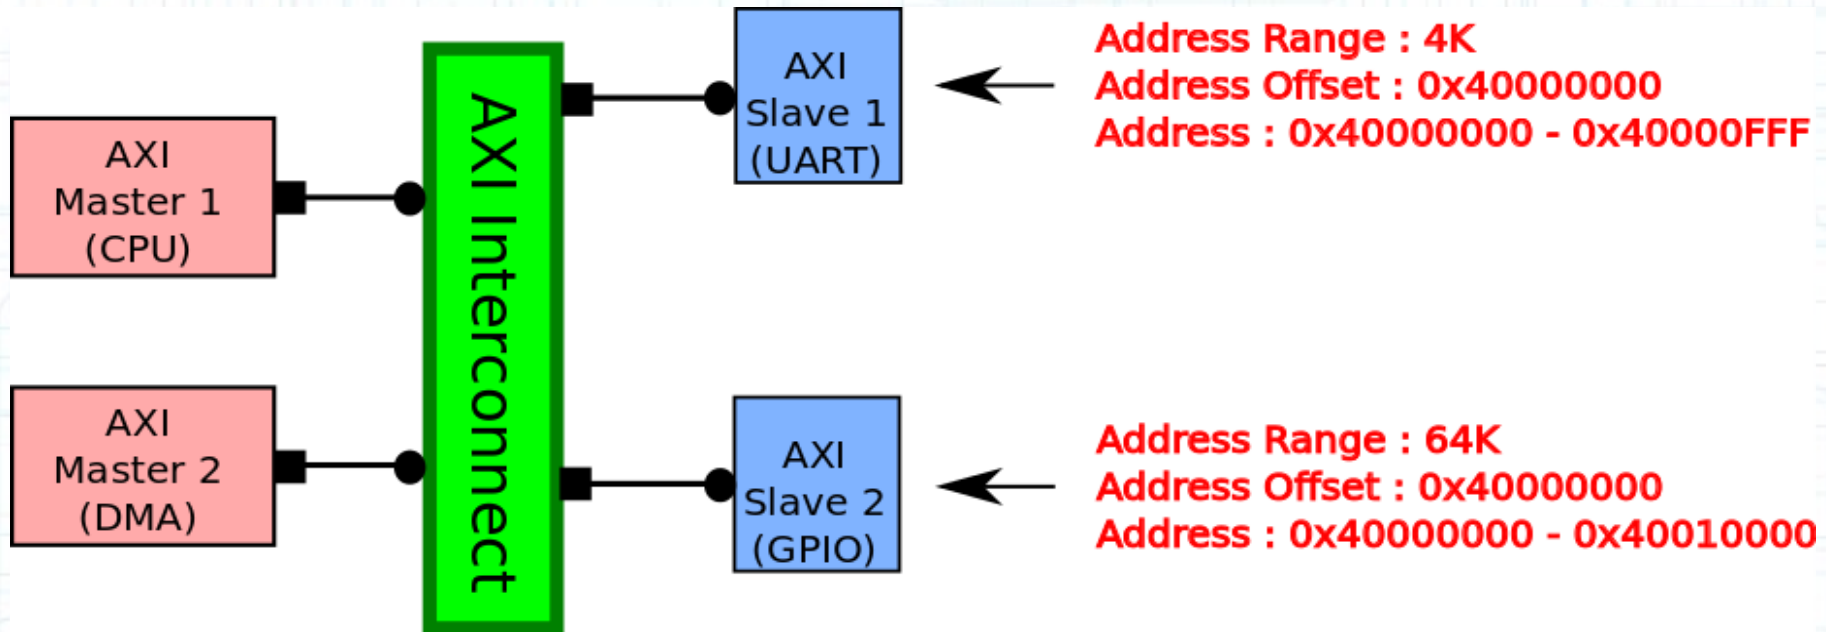 AXI
Master 1
(CPU)
AXI
Master 2
(DMA)
AXI Interconnect
AXI
Slave 1
(UART)
Address Range : 4K
Address Offset : 0x40000000
Address : 0x40000000 - 0x40000FFF
AXI
Slave 2
(GPIO)
Address Range : 64K
Address Offset : 0x40000000
Address : 0x40000000 - 0x40010000